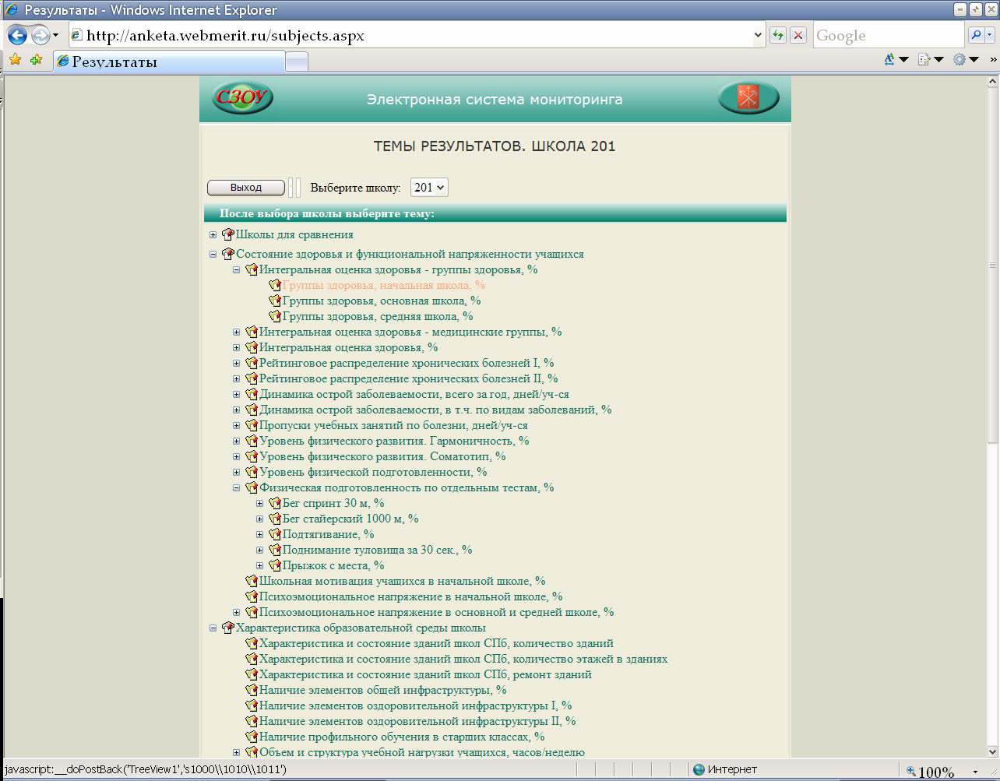 Результаты - Windows Internet Explorer
http://anketa.webmerit.ru/subjects.aspx
Google
Результаты
СЗОУ
Электронная система мониторинга
ТЕМЫ РЕЗУЛЬТАТОВ. ШКОЛА 201
Выход
Выберите школу:
201
После выбора школы выберите тему:
Школы для сравнения
Состояние здоровья и функциональной напряженности учащихся
Интегральная оценка здоровья - группы здоровья, %
Группы здоровья, начальная школа, %
Группы здоровья, основная школа, %
Группы здоровья, средняя школа, %
Интегральная оценка здоровья - медицинские группы, %
Интегральная оценка здоровья, %
Рейтинговое распределение хронических болезней I, %
Рейтинговое распределение хронических болезней II, %
Динамика острой заболеваемости, всего за год, дней/уч-ся
Динамика острой заболеваемости, в т.ч. по видам заболеваний, %
Пропуски учебных занятий по болезни, дней/уч-ся
Уровень физического развития. Гармоничность, %
Уровень физического развития. Соматотип, %
Уровень физической подготовленности, %
Физическая подготовленность по отдельным тестам, %
Бег спринт 30 м, %
Бег стайерский 1000 м, %
Подтягивание, %
Поднимание туловища за 30 сек., %
Прыжок с места, %
Школьная мотивация учащихся в начальной школе, %
Психоэмоциональное напряжение в начальной школе, %
Психоэмоциональное напряжение в основной и средней школе, %
Характеристика образовательной среды школы
Характеристика и состояние зданий школ СПб, количество зданий
Характеристика и состояние зданий школ СПб, количество этажей в зданиях
Характеристика и состояние зданий школ СПб, ремонт зданий
Наличие элементов общей инфраструктуры, %
Наличие элементов оздоровительной инфраструктуры I, %
Наличие элементов оздоровительной инфраструктуры II, %
Наличие профильного обучения в старших классах, %
Объем и структура учебной нагрузки учащихся, часов/неделю
javascript:__doPostBack('TreeView1','s1000\\1010\\1011')
Интернет
100%